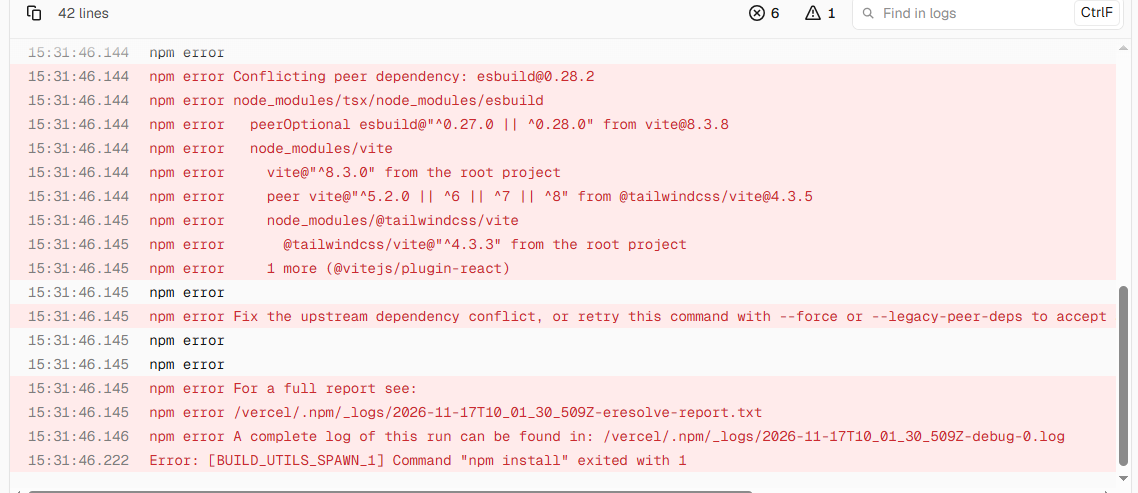 42 lines
6
1
Find in logs
CtrlF
15:31:46.144 npm error
15:31:46.144 npm error Conflicting peer dependency: esbuild@0.28.2
15:31:46.144 npm error node_modules/tsx/node_modules/esbuild
15:31:46.144 npm error   peerOptional esbuild@"^0.27.0 || ^0.28.0" from vite@8.3.8
15:31:46.144 npm error   node_modules/vite
15:31:46.144 npm error     vite@"^8.3.0" from the root project
15:31:46.144 npm error     peer vite@"^5.2.0 || ^6 || ^7 || ^8" from @tailwindcss/vite@4.3.5
15:31:46.145 npm error     node_modules/@tailwindcss/vite
15:31:46.145 npm error       @tailwindcss/vite@"^4.3.3" from the root project
15:31:46.145 npm error     1 more (@vitejs/plugin-react)
15:31:46.145 npm error
15:31:46.145 npm error Fix the upstream dependency conflict, or retry this command with --force or --legacy-peer-deps to accept
15:31:46.145 npm error
15:31:46.145 npm error
15:31:46.145 npm error For a full report see:
15:31:46.145 npm error /vercel/.npm/_logs/2026-11-17T10_01_30_509Z-eresolve-report.txt
15:31:46.146 npm error A complete log of this run can be found in: /vercel/.npm/_logs/2026-11-17T10_01_30_509Z-debug-0.log
15:31:46.222 Error: [BUILD_UTILS_SPAWN_1] Command "npm install" exited with 1